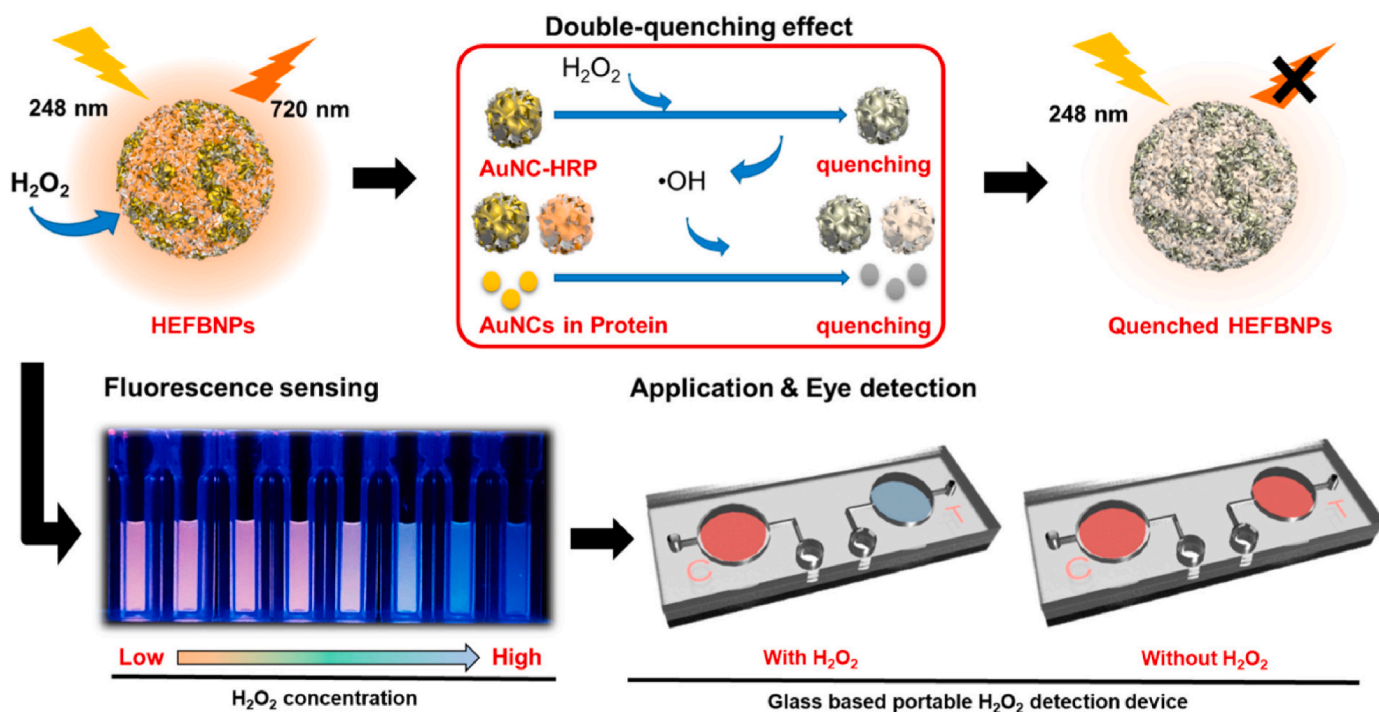 Double-quenching effect
248 nm
720 nm
H₂O₂
HEFBNPs
H₂O₂
AuNC-HRP
quenching
•OH
AuNCs in Protein
quenching
248 nm
Quenched HEFBNPs
Fluorescence sensing
Low
High
H₂O₂ concentration
Application & Eye detection
C
T
With H₂O₂
C
T
Without H₂O₂
Glass based portable H₂O₂ detection device